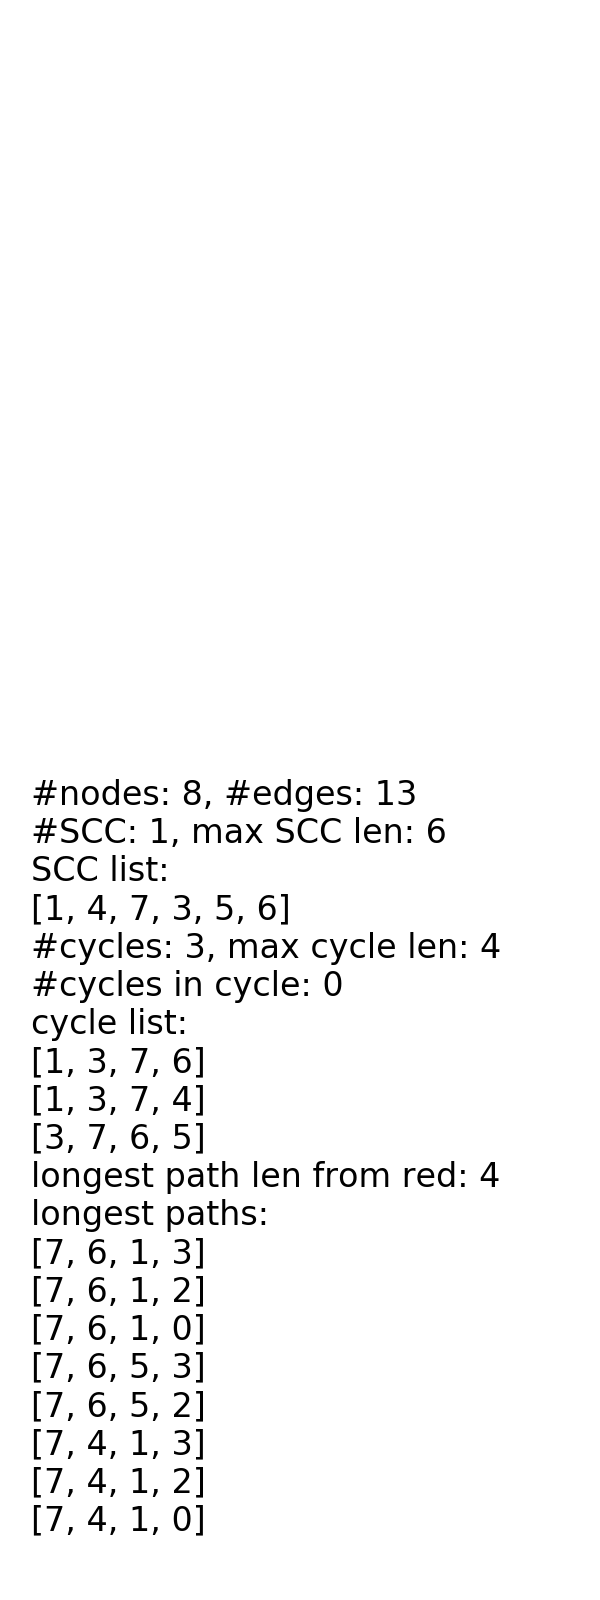 #nodes: 8, #edges: 13
#SCC: 1, max SCC len: 6
SCC list:
[1, 4, 7, 3, 5, 6]
#cycles: 3, max cycle len: 4
#cycles in cycle: 0
cycle list:
[1, 3, 7, 6]
[1, 3, 7, 4]
[3, 7, 6, 5]
longest path len from red: 4
longest paths:
[7, 6, 1, 3]
[7, 6, 1, 2]
[7, 6, 1, 0]
[7, 6, 5, 3]
[7, 6, 5, 2]
[7, 4, 1, 3]
[7, 4, 1, 2]
[7, 4, 1, 0]